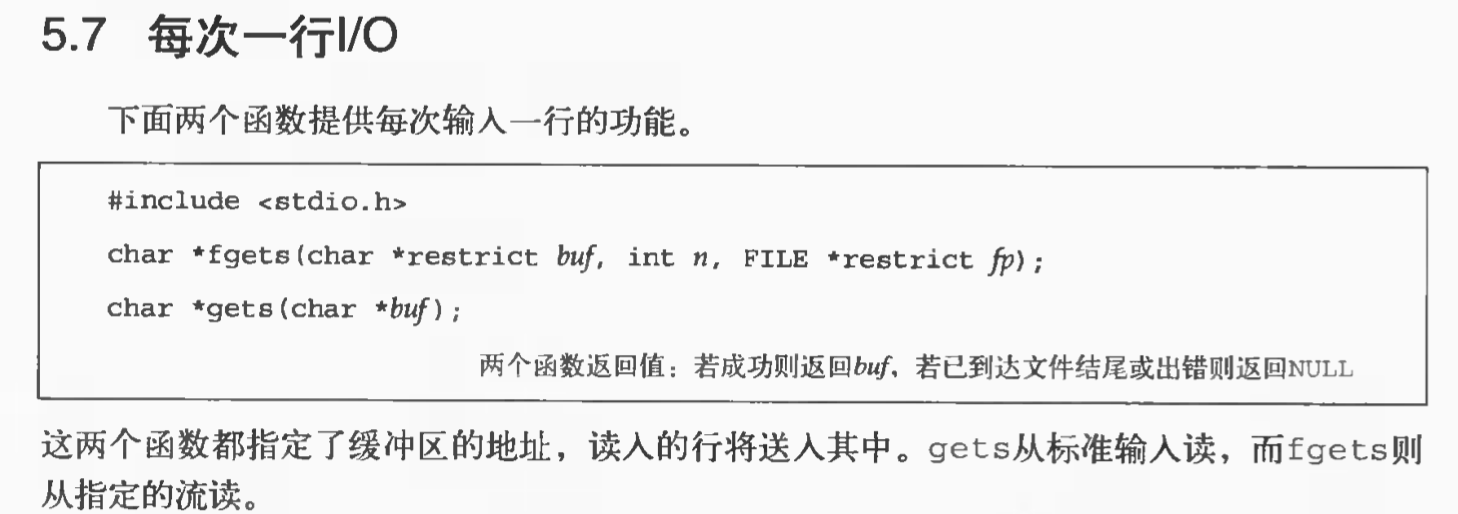 5.7 每次一行I/O
下面两个函数提供每次输入一行的功能。
#include <stdio.h>
char *fgets(char *restrict buf, int n, FILE *restrict fp);
char *gets(char *buf);
两个函数返回值：若成功则返回buf，若已到达文件结尾或出错则返回NULL
这两个函数都指定了缓冲区的地址，读入的行将送入其中。gets从标准输入读，而fgets则
从指定的流读。